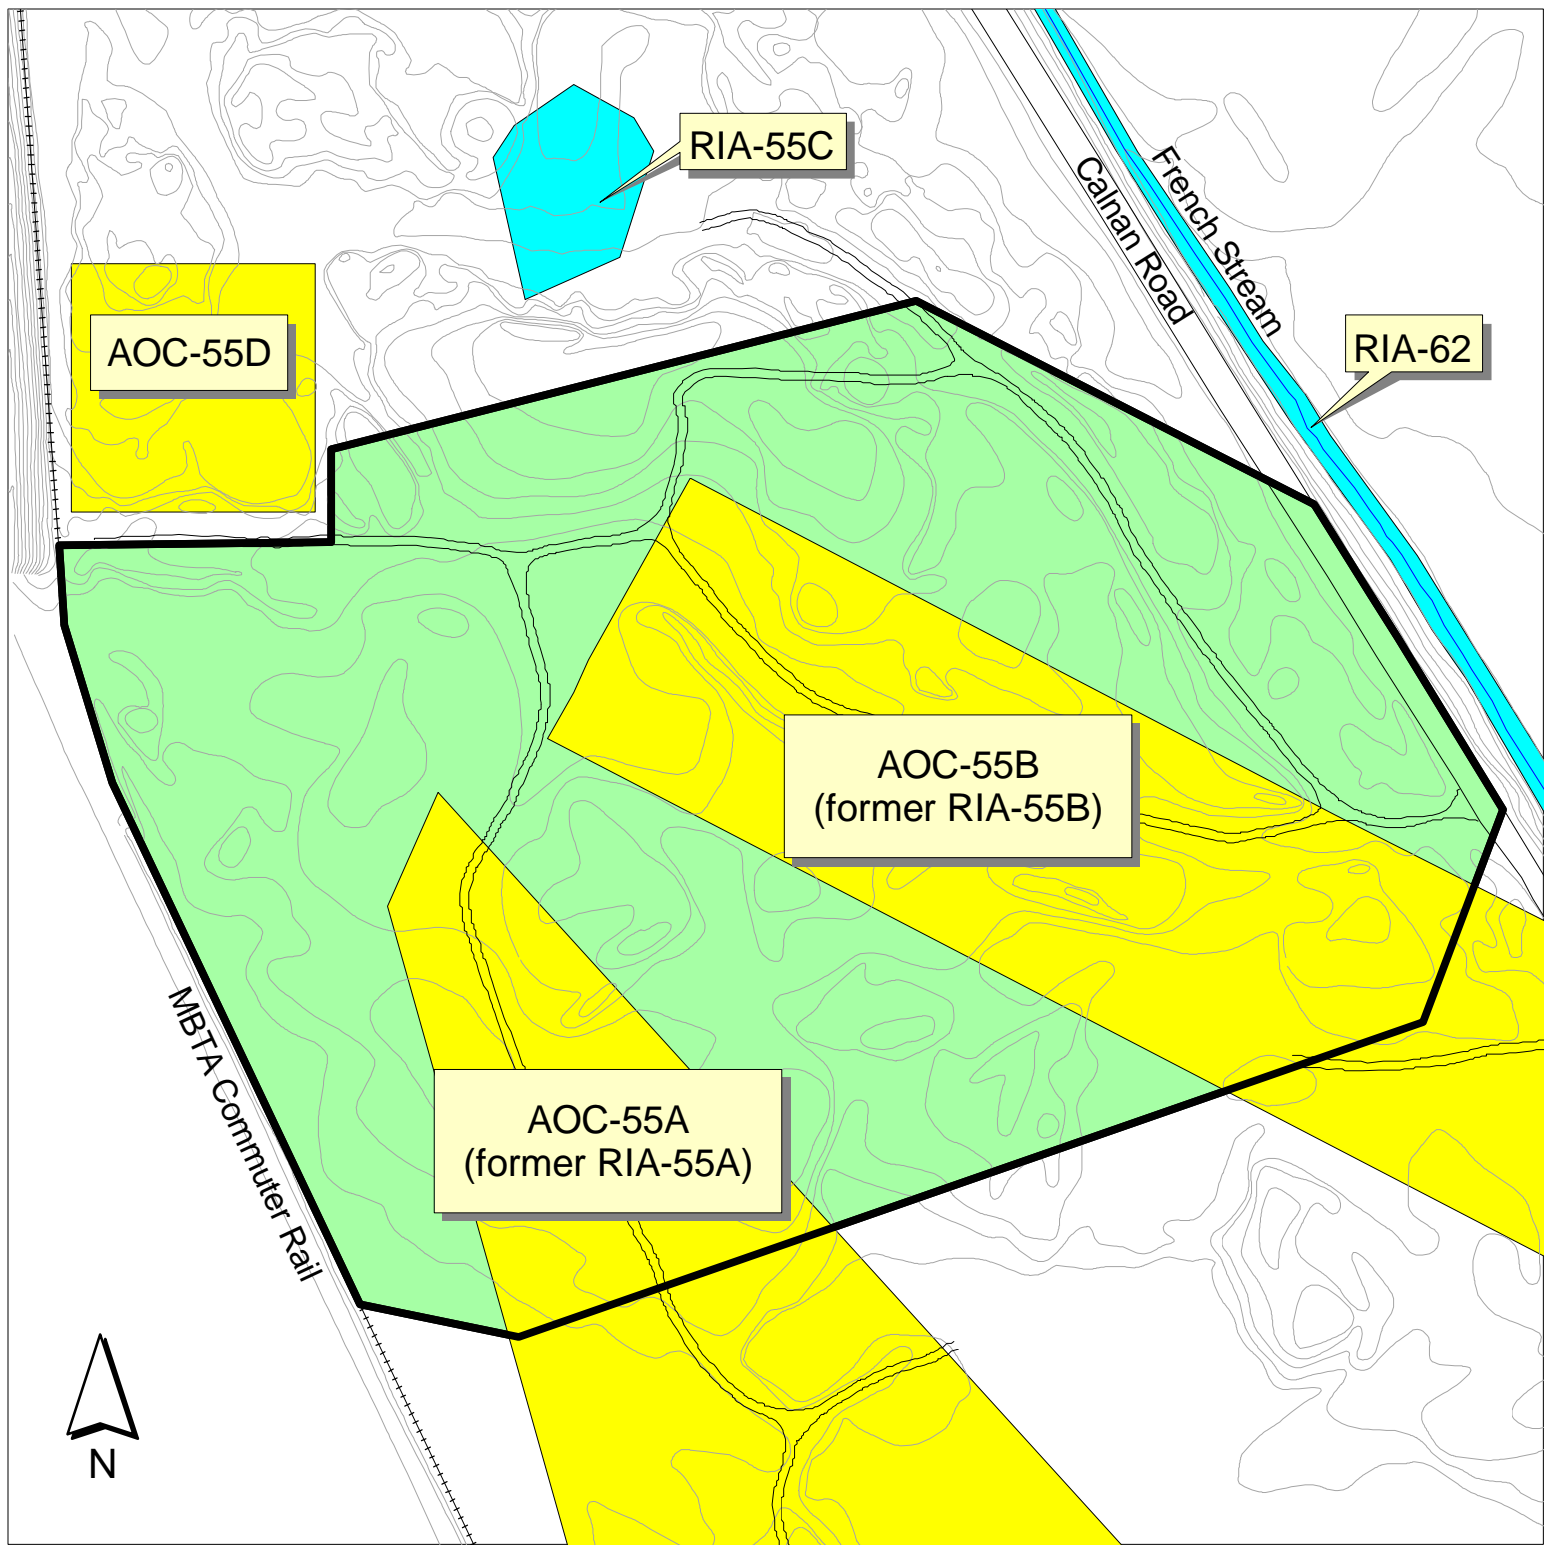 RIA-55C
French Stream
Calnan Road
RIA-62
AOC-55D
AOC-55B
(former RIA-55B)
AOC-55A
(former RIA-55A)
MBTA Commuter Rail
N